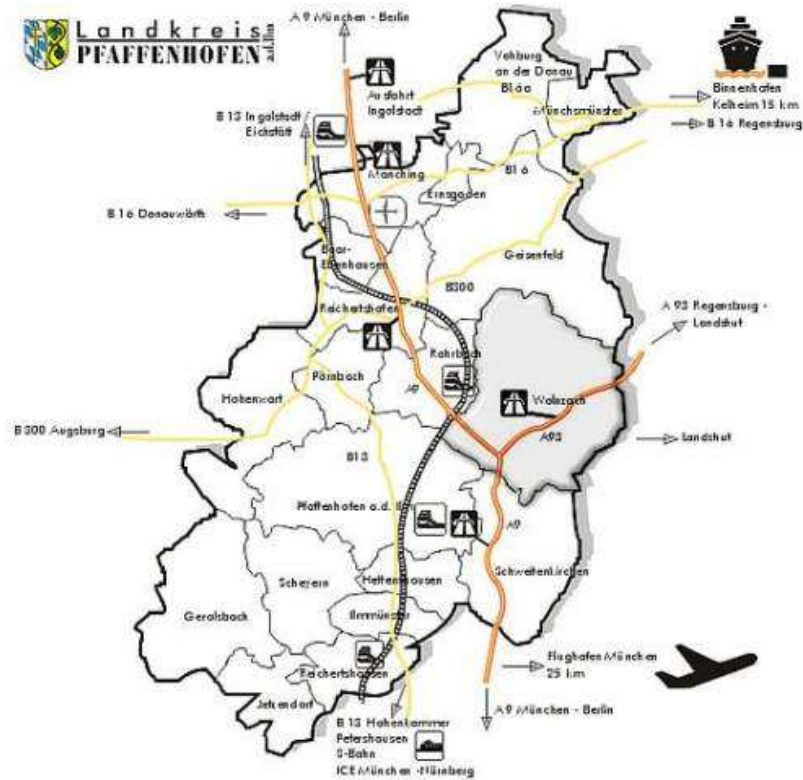 Landkreis
PFAFFENHOFEN a.d.Ilm
A 9 München - Berlin
Vohburg
an der Donau
B16a
Münchsmünster
Binnenhafen
Kelheim 15 km
B 16 Regensburg
Ausfahrt
Ingolstadt
B 13 Ingolstadt
Eichstätt
Manching
B16
Ernsgaden
B 16 Donauwörth
Baar-
Ebenhausen
Geisenfeld
B300
Reichertshofen
A 93 Regensburg -
Landshut
Rohrbach
Pörnbach
A9
Wolnzach
Hohenwart
B 300 Augsburg
A93
Landshut
B13
Pfaffenhofen a.d. Ilm
A9
Schweitenkirchen
Scheyern
Hettenshausen
Gerolsbach
Ilmmünster
Flughafen München
25 km
Reichertshausen
Jetzendorf
A 9 München - Berlin
B 13 Hohenkammer
Petershausen
S-Bahn
ICE München -Nürnberg